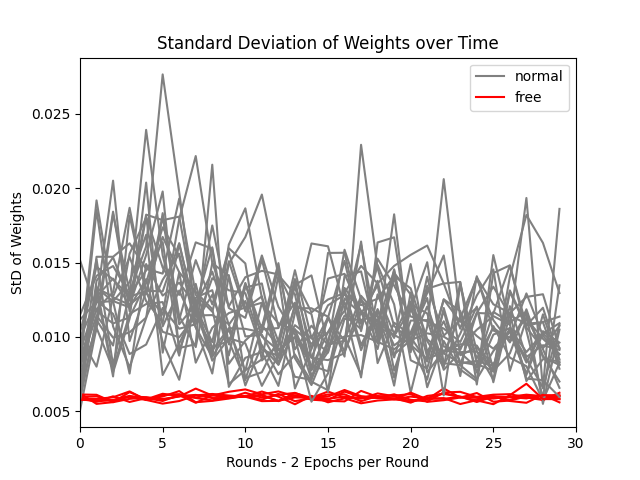 Standard Deviation of Weights over Time
normal
free
StD of Weights
0.025
0.020
0.015
0.010
0.005
0 5 10 15 20 25 30
Rounds - 2 Epochs per Round